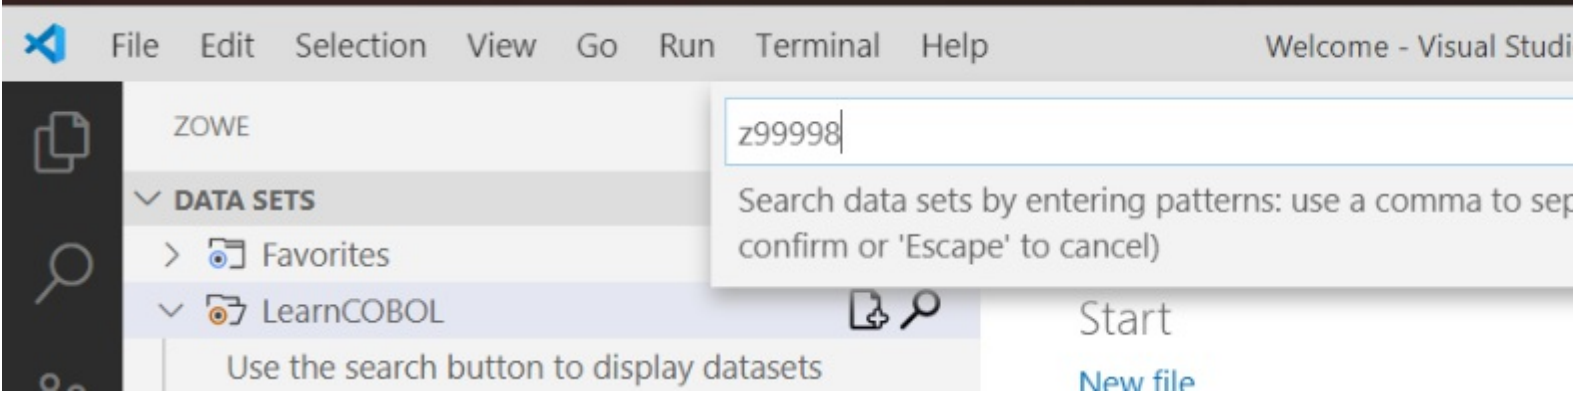 File Edit Selection View Go Run Terminal Help Welcome - Visual Studi
ZOWE
z99998
DATA SETS
Search data sets by entering patterns: use a comma to sep
confirm or 'Escape' to cancel)
Favorites
LearnCOBOL
Use the search button to display datasets
Start
New file